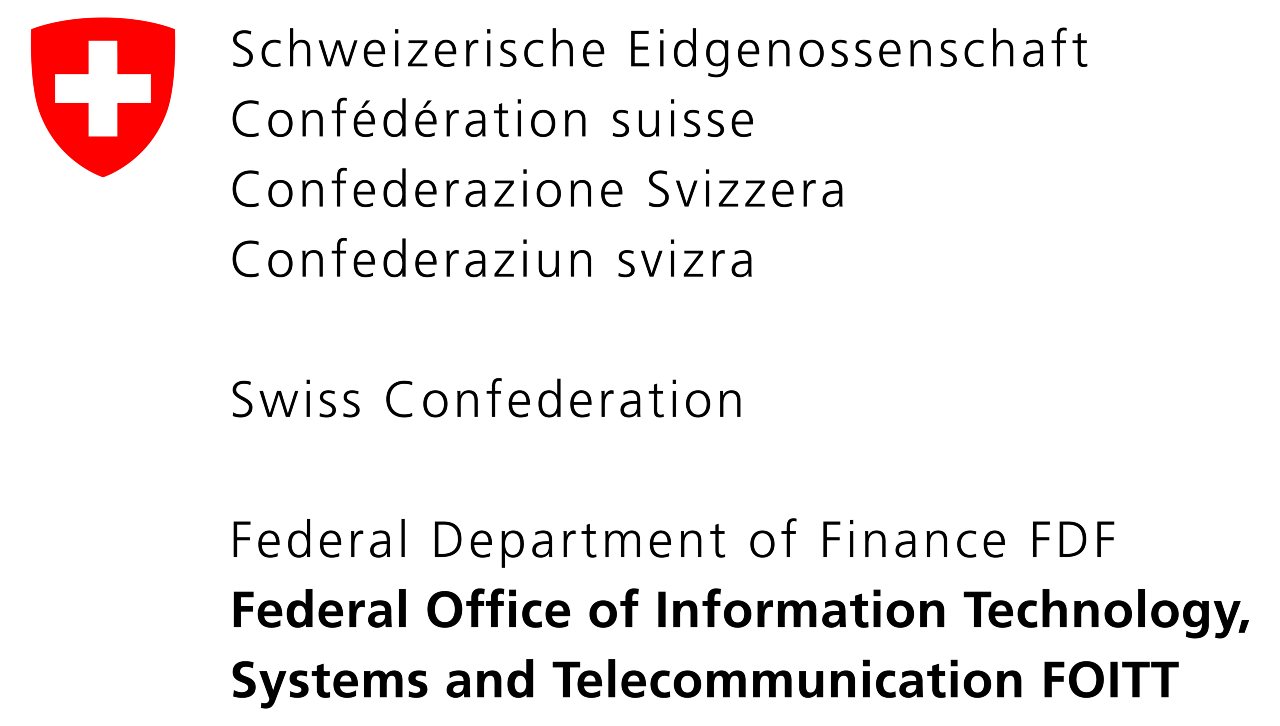 Schweizerische Eidgenossenschaft
Confédération suisse
Confederazione Svizzera
Confederaziun svizra
Swiss Confederation
Federal Department of Finance FDF
Federal Office of Information Technology,
Systems and Telecommunication FOITT